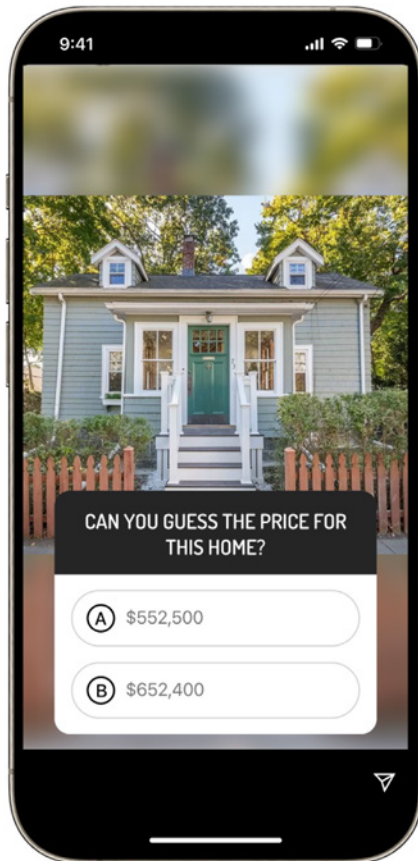 9:41
CAN YOU GUESS THE PRICE FOR
THIS HOME?
A $552,500
B $652,400